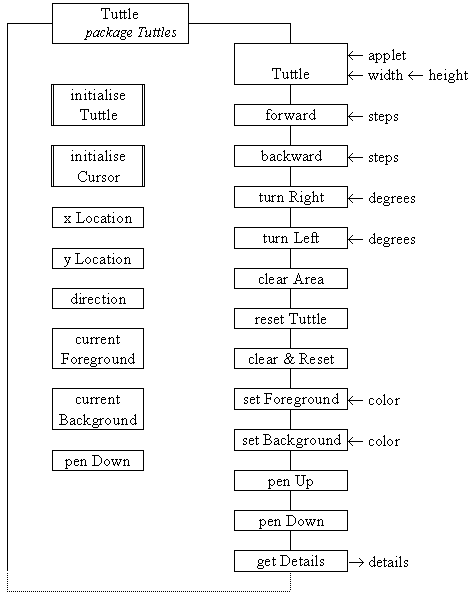 Tuttle
package Tuttles
applet
Tuttle
width
height
initialise
Tuttle
forward
steps
initialise
Cursor
backward
steps
x Location
turn Right
degrees
y Location
turn Left
degrees
direction
clear Area
current
Foreground
reset Tuttle
clear & Reset
current
Background
set Foreground
color
set Background
color
pen Down
pen Up
pen Down
get Details
details